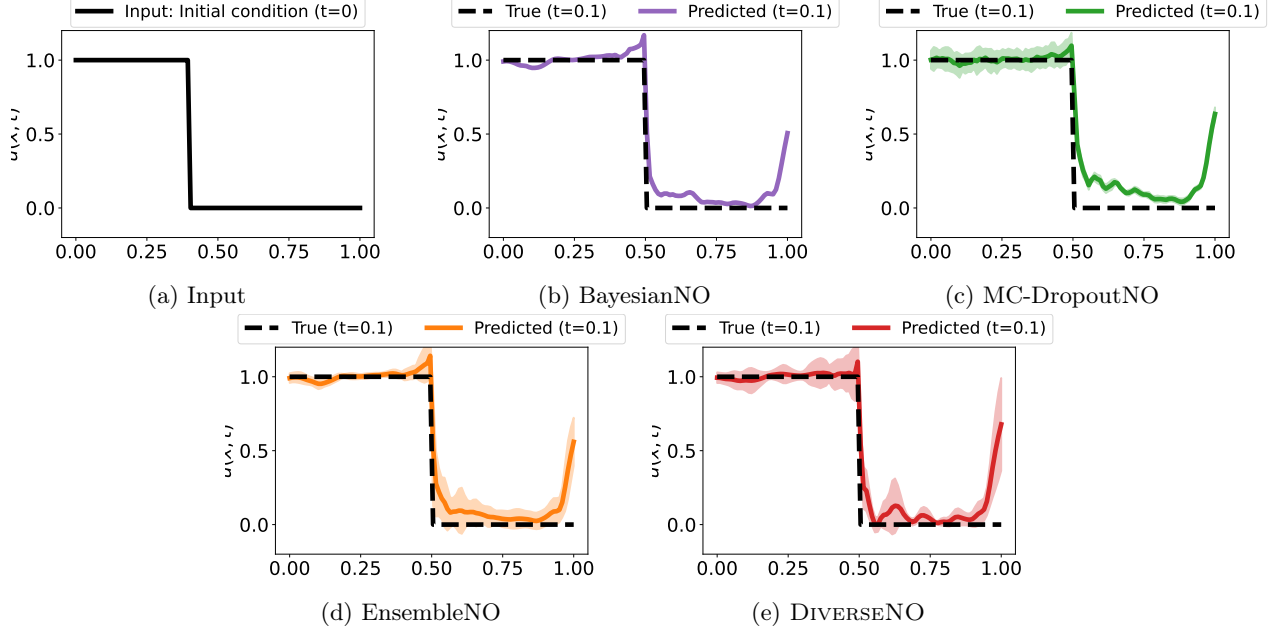 Input: Initial condition (t=0)
True (t=0.1) Predicted (t=0.1)
True (t=0.1) Predicted (t=0.1)
1.0
0.5
0.0
0.00 0.25 0.50 0.75 1.00
1.0
0.5
0.0
0.00 0.25 0.50 0.75 1.00
1.0
0.5
0.0
0.00 0.25 0.50 0.75 1.00
(a) Input
(b) BayesianNO
(c) MC-DropoutNO
True (t=0.1) Predicted (t=0.1)
True (t=0.1) Predicted (t=0.1)
1.0
0.5
0.0
0.00 0.25 0.50 0.75 1.00
1.0
0.5
0.0
0.00 0.25 0.50 0.75 1.00
(d) EnsembleNO
(e) DIVERSENO